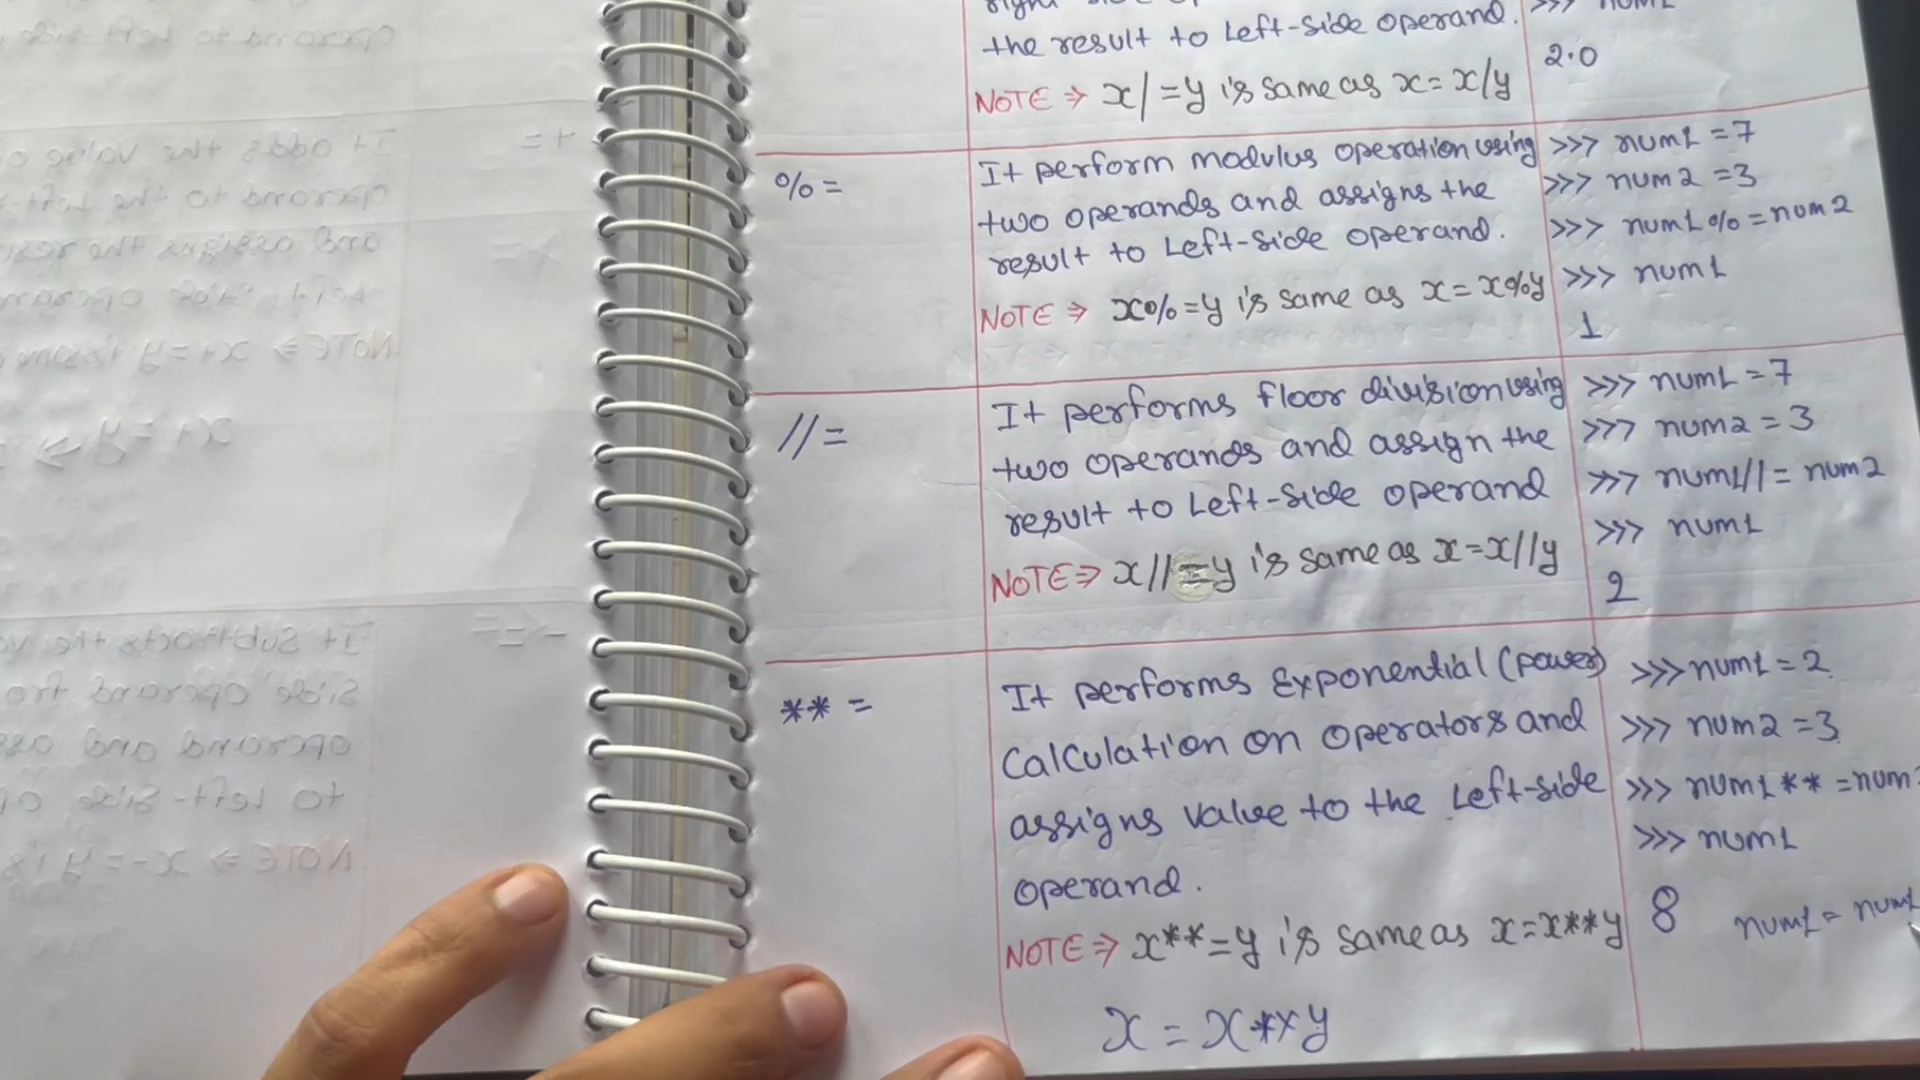 the result to Left-Side operand.
2.0
NOTE ⇒ x/=y is same as x=x/y
%=
It perform modulus operation using
two operands and assigns the
result to Left-Side operand.
NOTE ⇒ x%=y is same as x=x%y
>>> num1=7
>>> num2=3
>>> num1%=num2
>>> num1
1
//=
It performs floor division using
two operands and assign the
result to Left-Side operand
NOTE ⇒ x//=y is same as x=x//y
>>> num1=7
>>> num2=3
>>> num1//=num2
>>> num1
2
**=
It performs Exponential (power)
Calculation on operators and
assigns value to the Left-side
operand.
NOTE ⇒ x**=y is same as x=x**y
x = x**y
>>> num1=2
>>> num2=3
>>> num1**=num
>>> num1
8
num1=num1